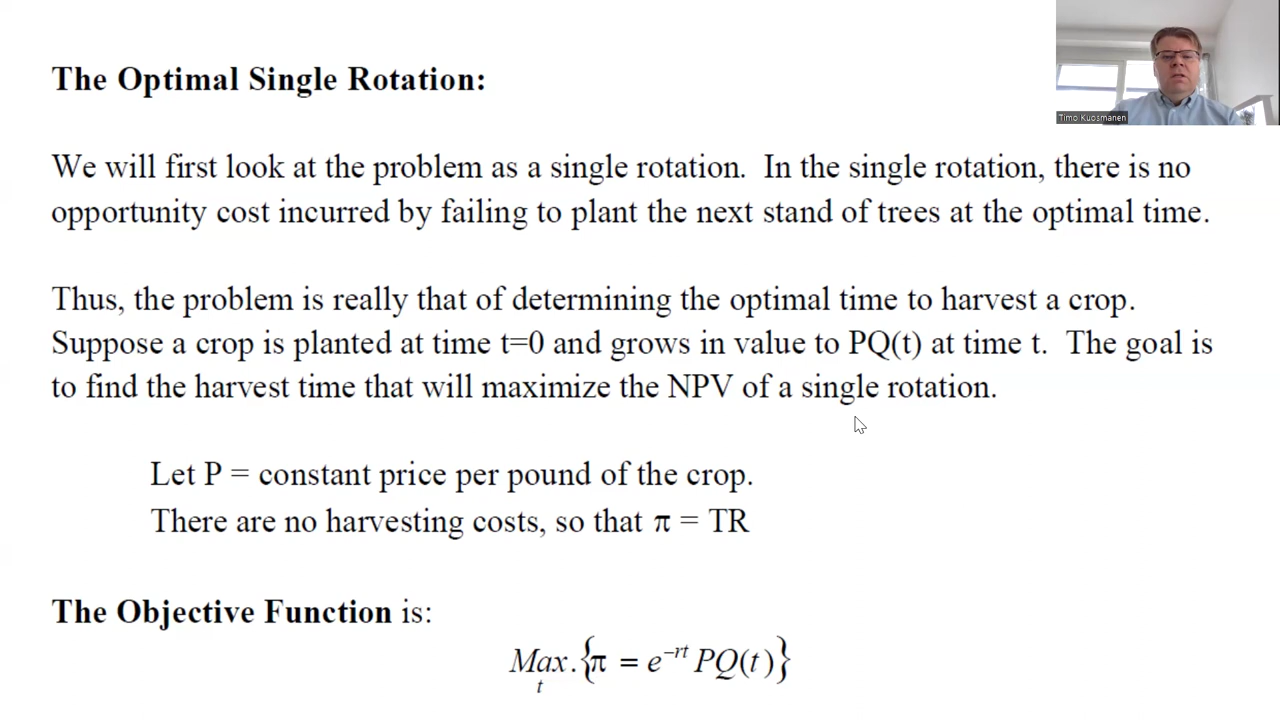 The Optimal Single Rotation:
Timo Kuosmanen
We will first look at the problem as a single rotation. In the single rotation, there is no
opportunity cost incurred by failing to plant the next stand of trees at the optimal time.
Thus, the problem is really that of determining the optimal time to harvest a crop.
Suppose a crop is planted at time t=0 and grows in value to PQ(t) at time t. The goal is
to find the harvest time that will maximize the NPV of a single rotation.
Let P = constant price per pound of the crop.
There are no harvesting costs, so that π = TR
The Objective Function is:
Max.{π = e^{-rt} PQ(t)}
t